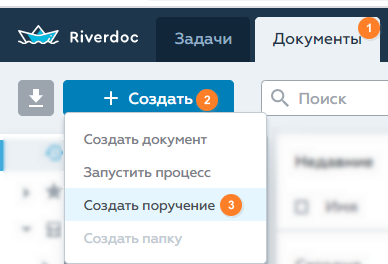 Riverdoc
Задачи
Документы 1
+ Создать 2
Поиск
Создать документ
Запустить процесс
Создать поручение 3
Создать папку
Недавние
Имя